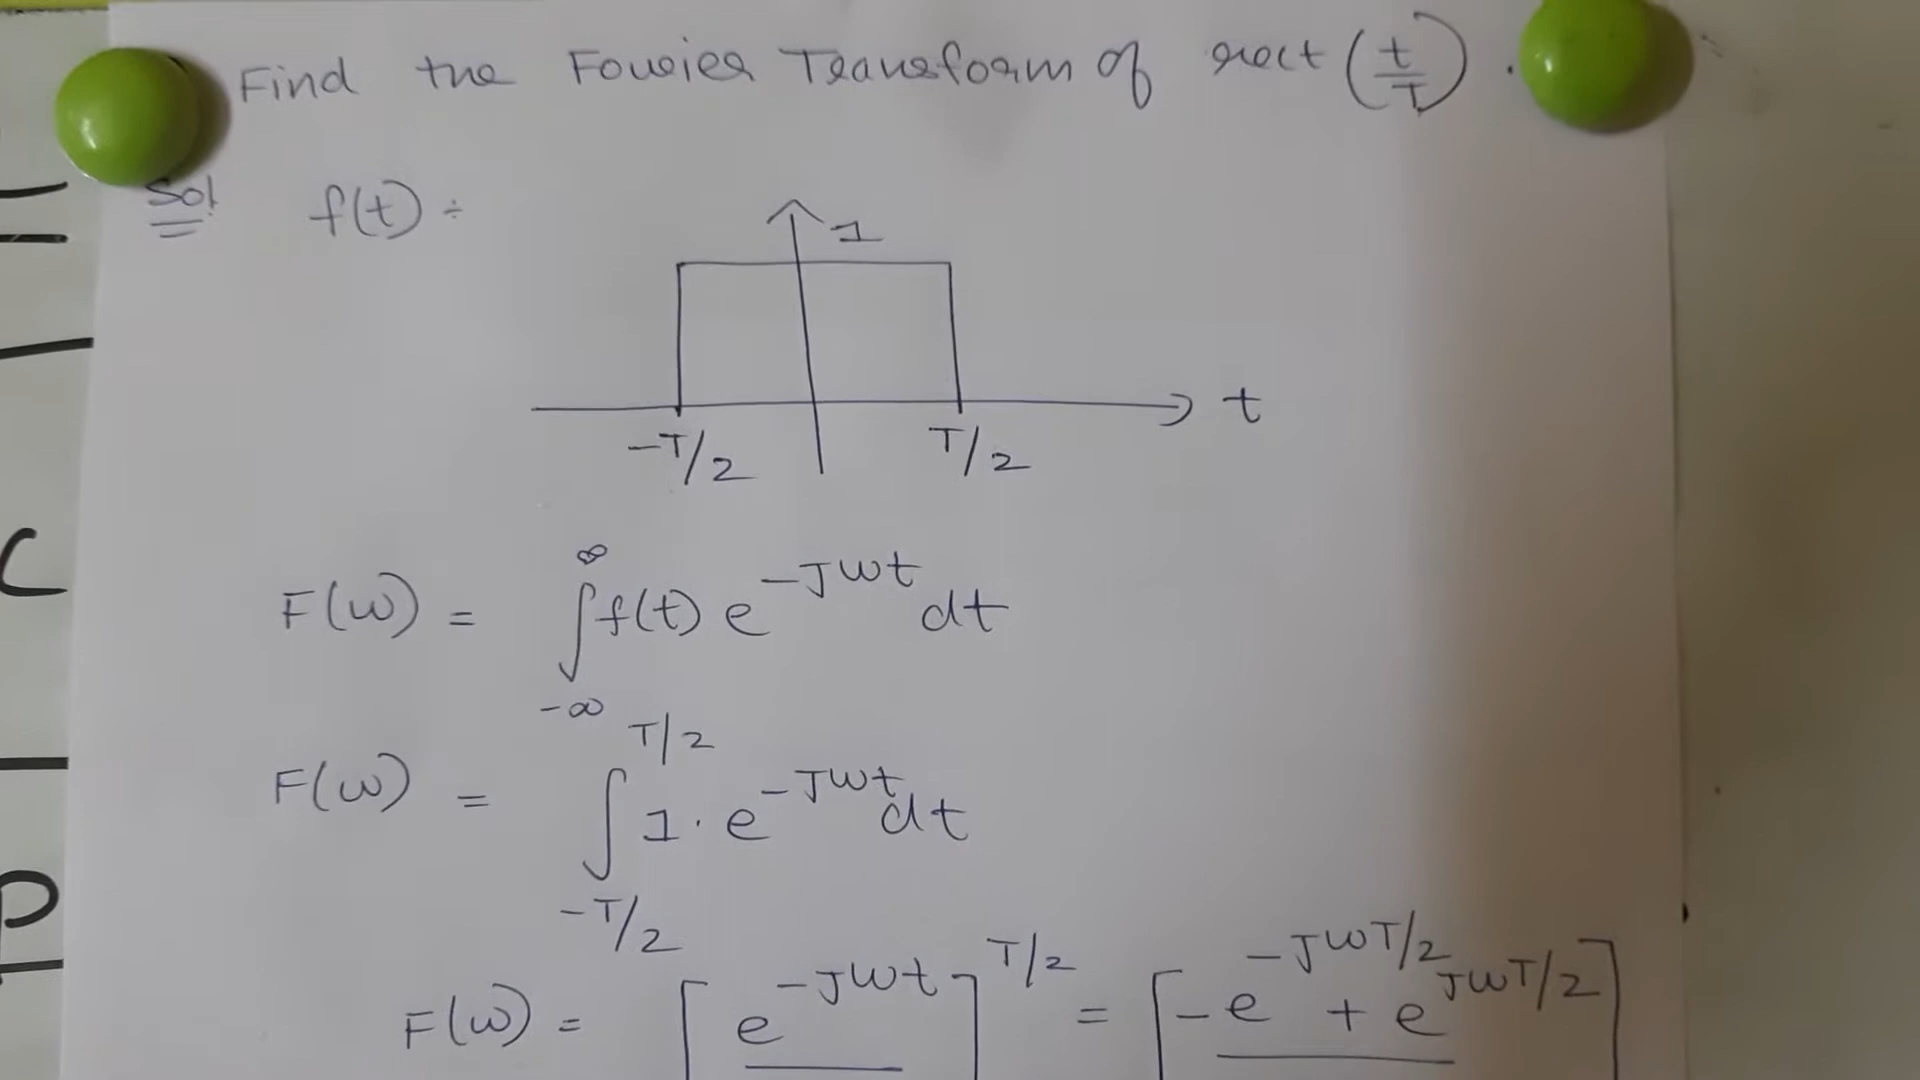 Find the Fourier Transform of rect (t/T).
Sol
f(t) ÷
1
-T/2 T/2 t
F(ω) = ∫_{-∞}^{∞} f(t) e^{-Jωt} dt
F(ω) = ∫_{-T/2}^{T/2} 1. e^{-Jωt} dt
F(ω) = [e^{-Jωt}]^{T/2} = [-e^{-JωT/2} + e^{JωT/2}]